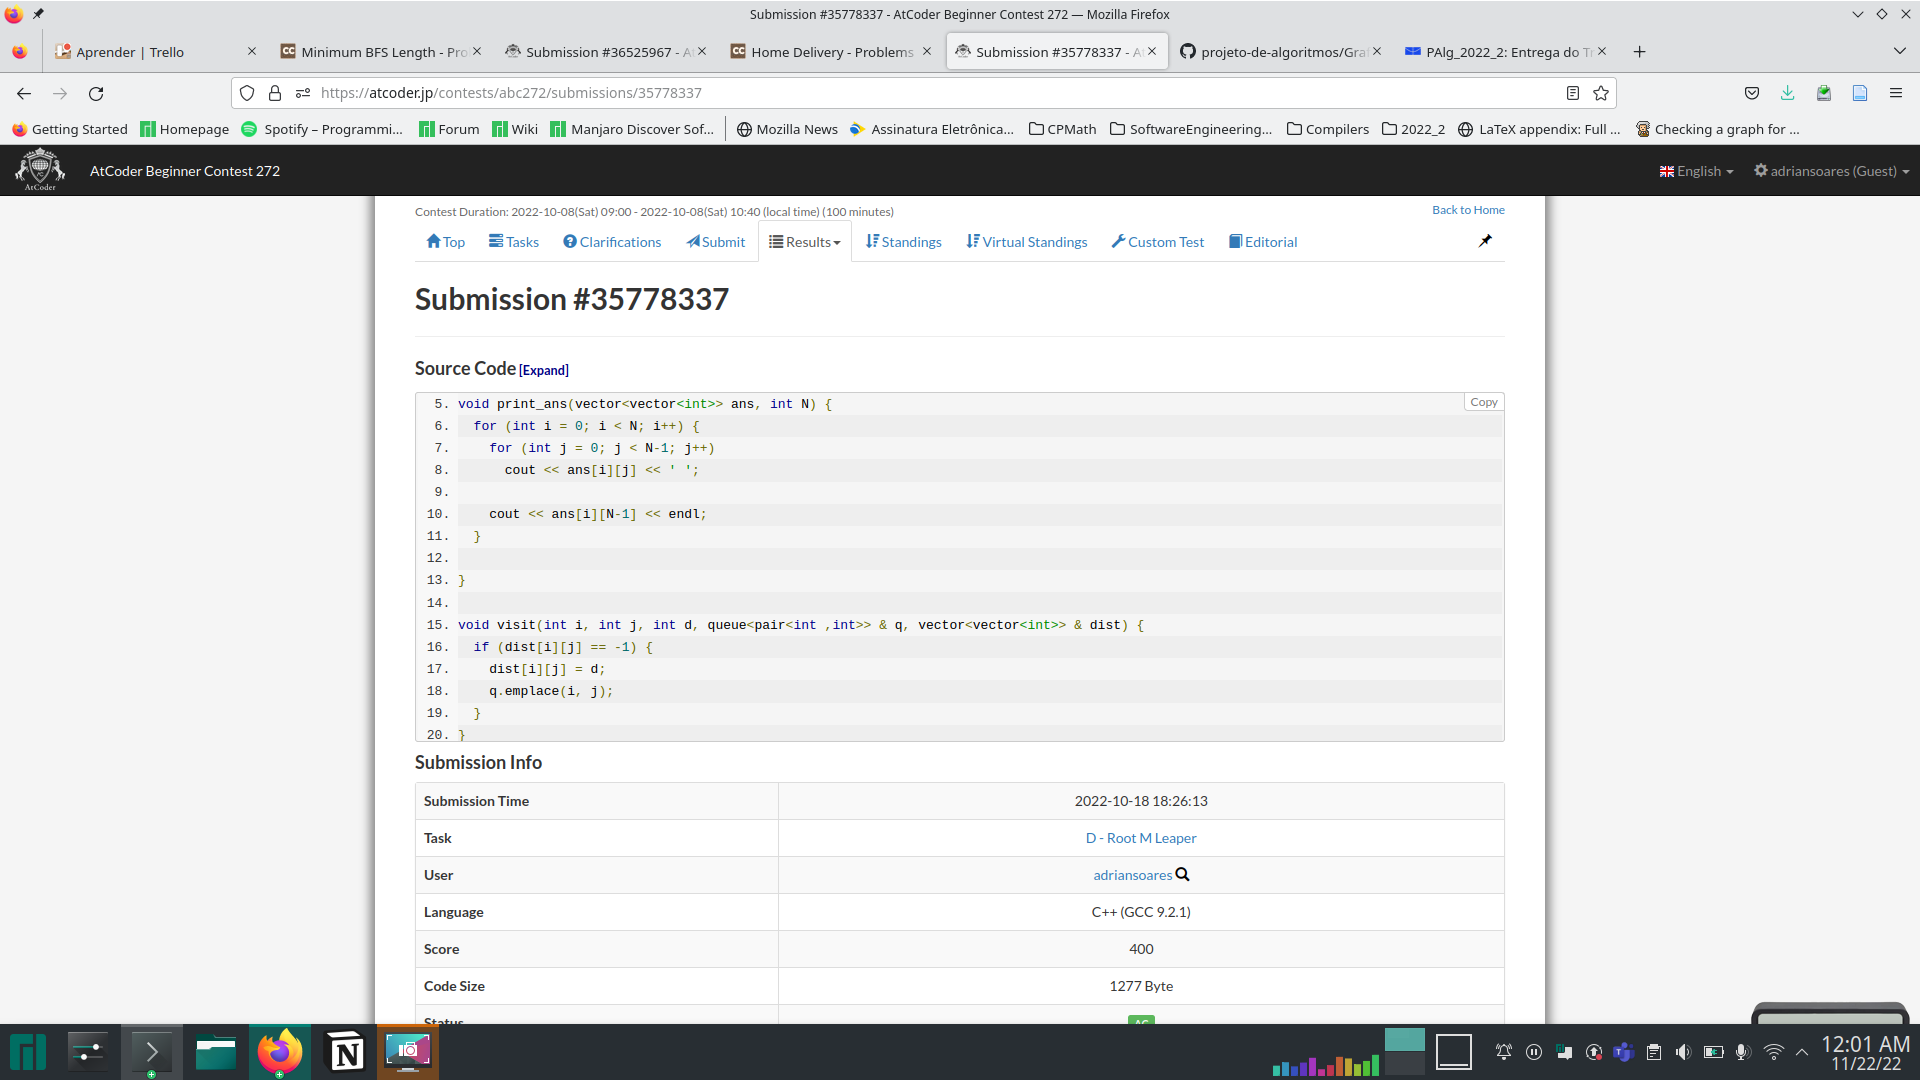 Submission #35778337 - AtCoder Beginner Contest 272 — Mozilla Firefox
Aprender | Trello
Minimum BFS Length - Pro
Submission #36525967 - A
Home Delivery - Problems
Submission #35778337 - A
projeto-de-algoritmos/Gra
PAlg_2022_2: Entrega do Tr
https://atcoder.jp/contests/abc272/submissions/35778337
Getting Started
Homepage
Spotify – Programmi...
Forum
Wiki
Manjaro Discover Sof...
Mozilla News
Assinatura Eletrônica...
CPMath
SoftwareEngineering...
Compilers
2022_2
LaTeX appendix: Full ...
Checking a graph for ...
AtCoder
AtCoder Beginner Contest 272
English
adriansoares (Guest)
Contest Duration: 2022-10-08(Sat) 09:00 - 2022-10-08(Sat) 10:40 (local time) (100 minutes)
Back to Home
Top
Tasks
Clarifications
Submit
Results
Standings
Virtual Standings
Custom Test
Editorial
Submission #35778337
Source Code [Expand]
Copy
5. void print_ans(vector<vector<int>> ans, int N) {
6.   for (int i = 0; i < N; i++) {
7.     for (int j = 0; j < N-1; j++)
8.       cout << ans[i][j] << ' ';
9.
10.     cout << ans[i][N-1] << endl;
11.   }
12.
13. }
14.
15. void visit(int i, int j, int d, queue<pair<int ,int>> & q, vector<vector<int>> & dist) {
16.   if (dist[i][j] == -1) {
17.     dist[i][j] = d;
18.     q.emplace(i, j);
19.   }
20. }
Submission Info
Submission Time 2022-10-18 18:26:13
Task D - Root M Leaper
User adriansoares
Language C++ (GCC 9.2.1)
Score 400
Code Size 1277 Byte
Status AC
12:01 AM
11/22/22